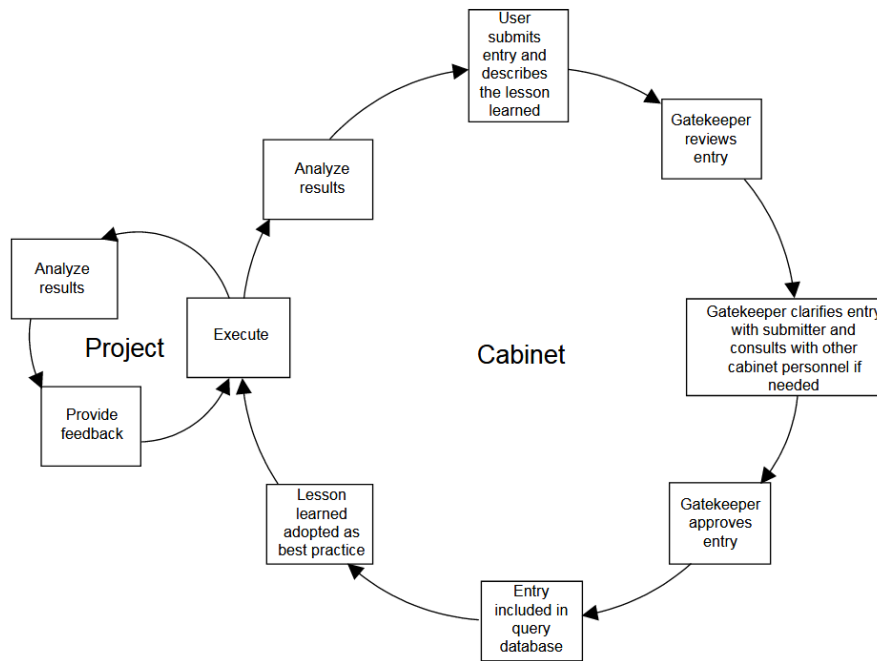 User
submits
entry and
describes
the lesson
learned
Gatekeeper
reviews
entry
Analyze
results
Analyze
results
Execute
Project
Cabinet
Gatekeeper clarifies entry
with submitter and
consults with other
cabinet personnel if
needed
Provide
feedback
Lesson
learned
adopted as
best practice
Gatekeeper
approves
entry
Entry
included in
query
database